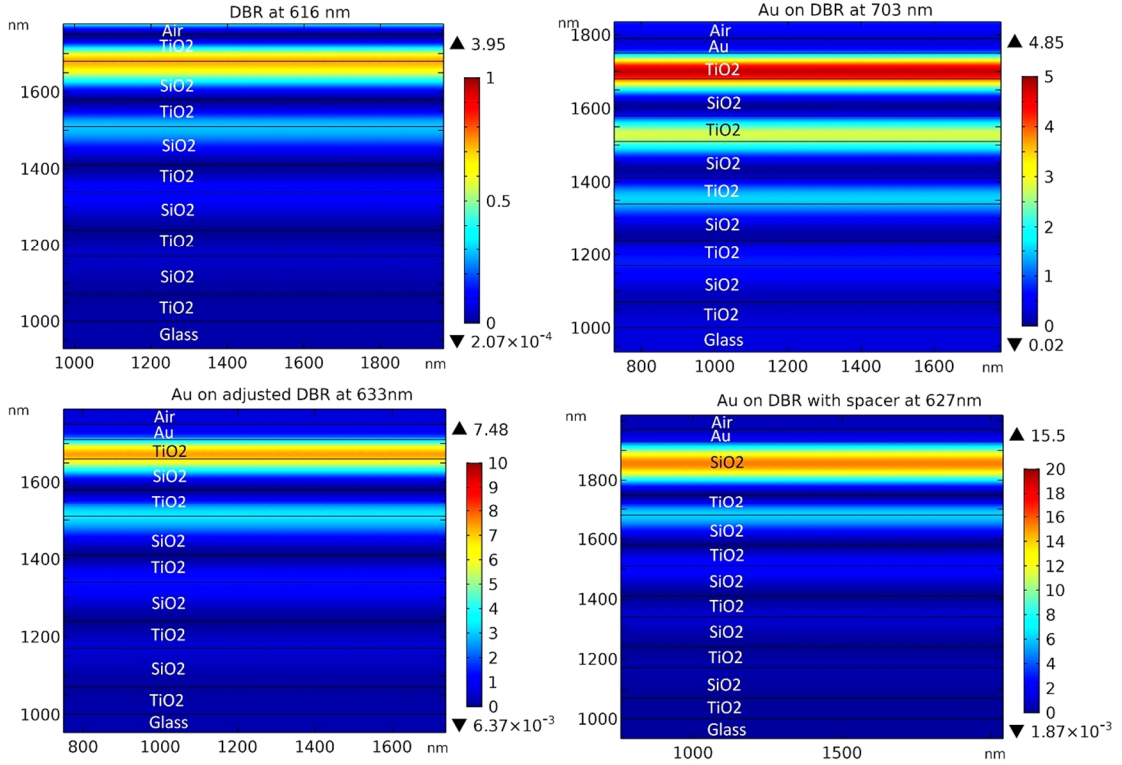 DBR at 616 nm
nm
Air
TiO2
SiO2
TiO2
SiO2
TiO2
SiO2
TiO2
SiO2
TiO2
Glass
1600
1400
1200
1000
1000 1200 1400 1600 1800 nm
▲ 3.95
1
0.5
0
▼ 2.07×10⁻⁴
Au on DBR at 703 nm
nm
Air
Au
TiO2
SiO2
TiO2
SiO2
TiO2
SiO2
TiO2
SiO2
TiO2
Glass
1800
1600
1400
1200
1000
800 1000 1200 1400 1600 nm
▲ 4.85
5
4
3
2
1
0
▼ 0.02
Au on adjusted DBR at 633nm
nm
Air
Au
TiO2
SiO2
TiO2
SiO2
TiO2
SiO2
TiO2
SiO2
TiO2
Glass
1600
1400
1200
1000
800 1000 1200 1400 1600 nm
▲ 7.48
10
9
8
7
6
5
4
3
2
1
0
▼ 6.37×10⁻³
Au on DBR with spacer at 627nm
nm
Air
Au
SiO2
TiO2
SiO2
TiO2
SiO2
TiO2
SiO2
TiO2
SiO2
TiO2
Glass
1800
1600
1400
1200
1000
1000 1500 nm
▲ 15.5
20
18
16
14
12
10
8
6
4
2
0
▼ 1.87×10⁻³